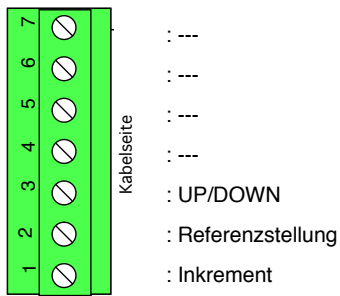 7 : ---
6 : ---
5 : ---
4 : ---
3 : UP/DOWN
2 : Referenzstellung
1 : Inkrement
Kabelseite